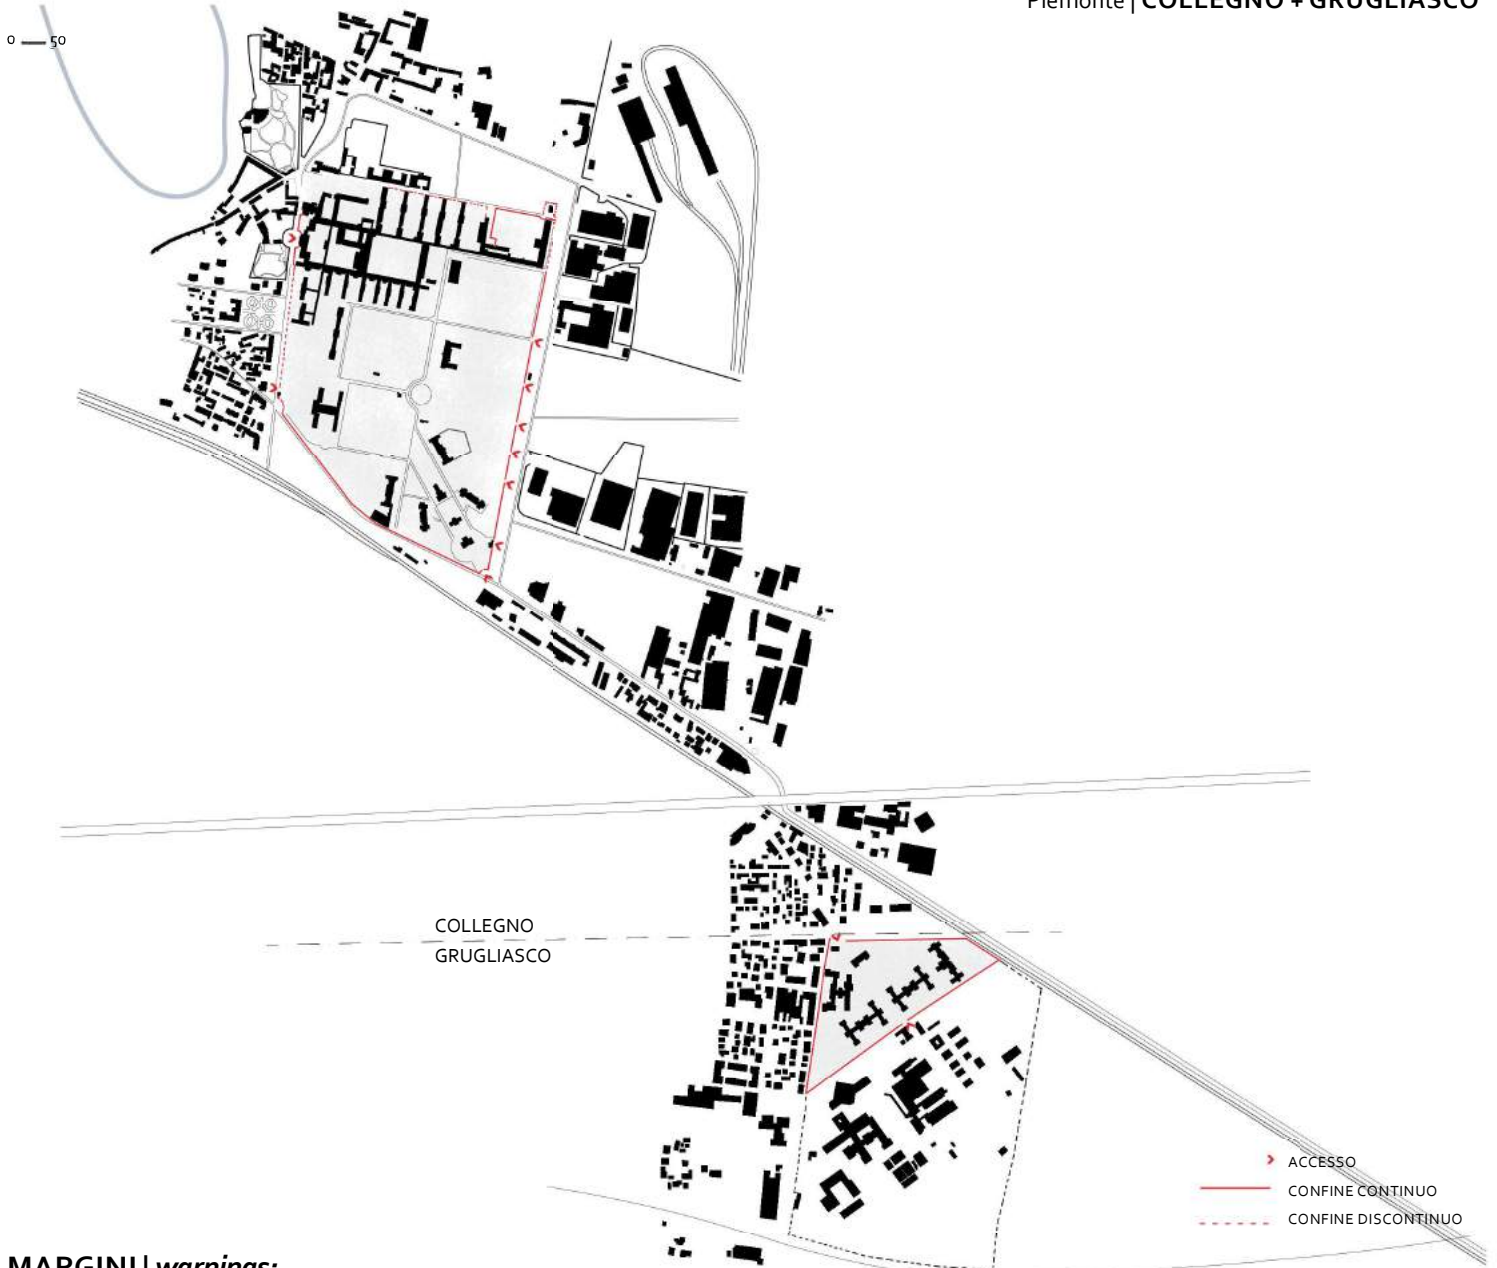 Piemonte | COLLEGNO + GRUGLIASCO
0 50
COLLEGNO
GRUGLIASCO
ACCESSO
CONFINE CONTINUO
CONFINE DISCONTINUO
MARGINI | warnings: